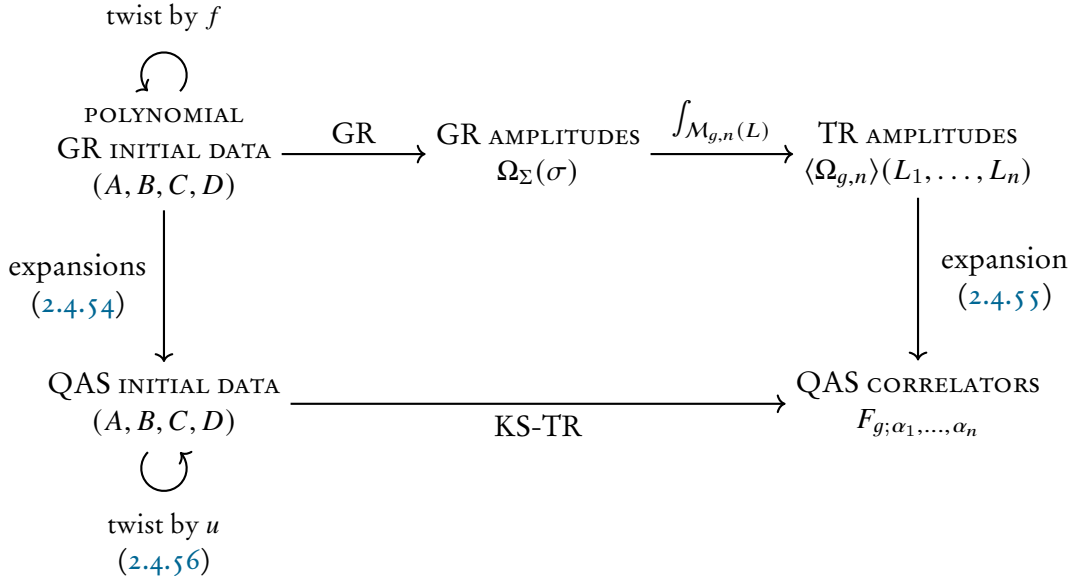 twist by f
POLYNOMIAL
GR INITIAL DATA
(A, B, C, D)
GR
GR AMPLITUDES
Ω_Σ(σ)
∫_{M_{g,n}(L)}
TR AMPLITUDES
⟨Ω_{g,n}⟩(L_1, . . . , L_n)
expansions
(2.4.54)
expansion
(2.4.55)
QAS INITIAL DATA
(A, B, C, D)
KS-TR
QAS CORRELATORS
F_{g;α_1,...,α_n}
twist by u
(2.4.56)